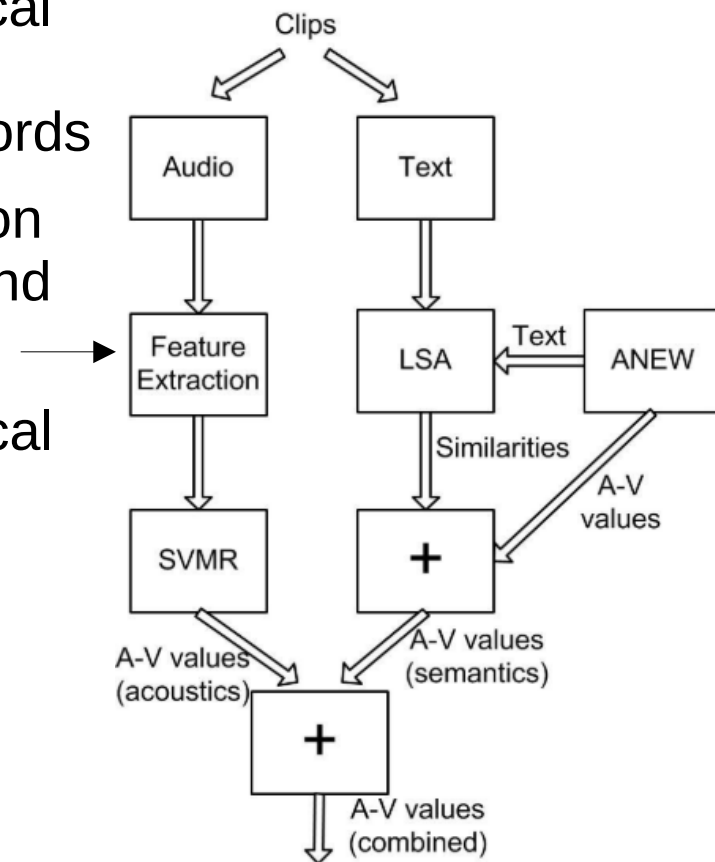 Clips
Audio
Text
Feature
Extraction
LSA
Text
ANEW
Similarities
A-V
values
SVMR
+
A-V values
(acoustics)
A-V values
(semantics)
+
A-V values
(combined)